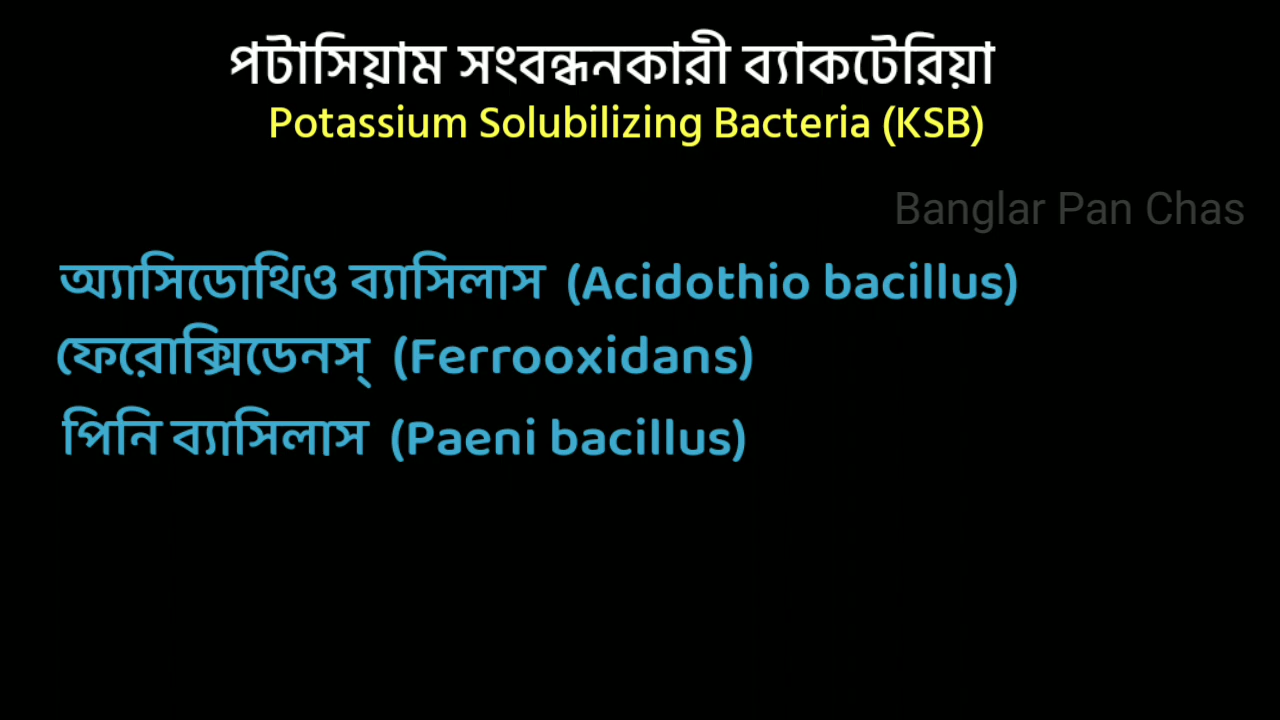 পটাসিয়াম সংবন্ধনকারী ব্যাকটেরিয়া
Potassium Solubilizing Bacteria (KSB)
Banglar Pan Chas
অ্যাসিডোথিও ব্যাসিলাস (Acidothio bacillus)
ফেরোক্সিডেনস্ (Ferrooxidans)
পিনি ব্যাসিলাস (Paeni bacillus)